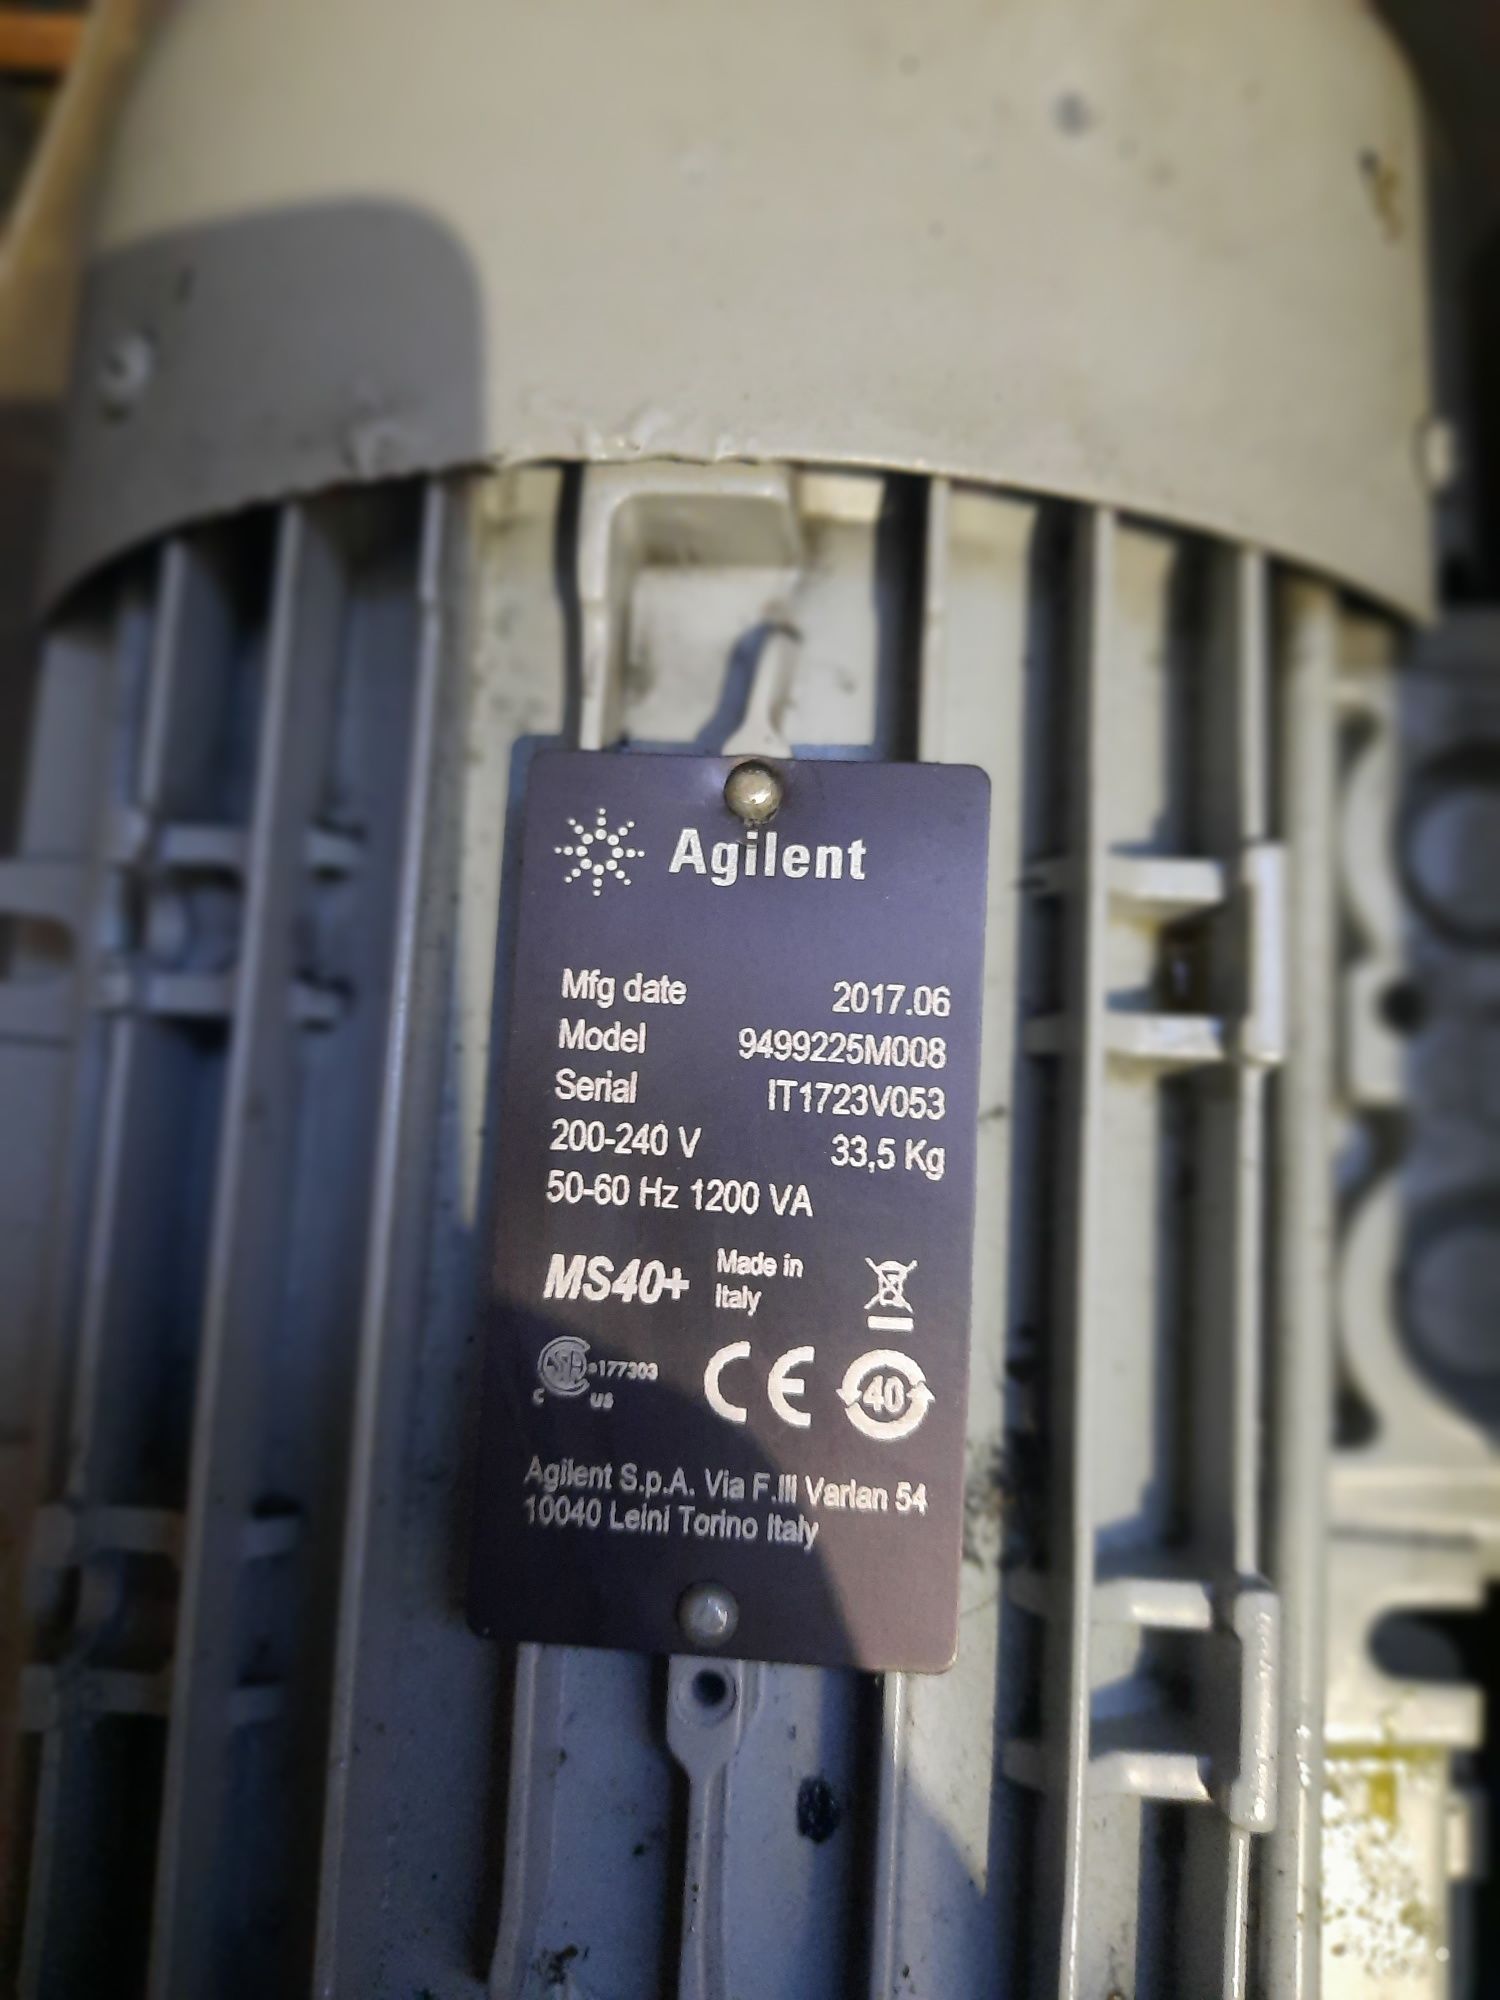 Agilent
Mfg date 2017.06
Model 9499225M008
Serial IT1723V053
200-240 V 33,5 Kg
50-60 Hz 1200 VA
MS40+ Made in
Italy
177303
C US
CE 40
Agilent S.p.A. Via F.lli Varian 54
10040 Leini Torino Italy